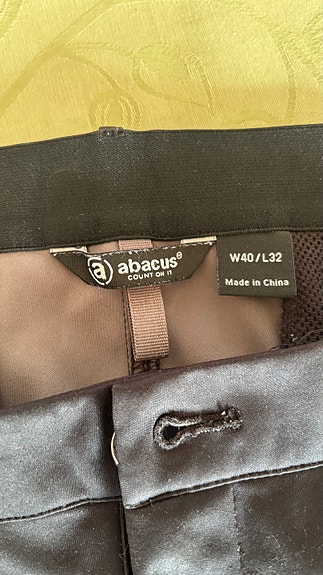 a abacus®
COUNT ON IT
W40/L32
Made in China